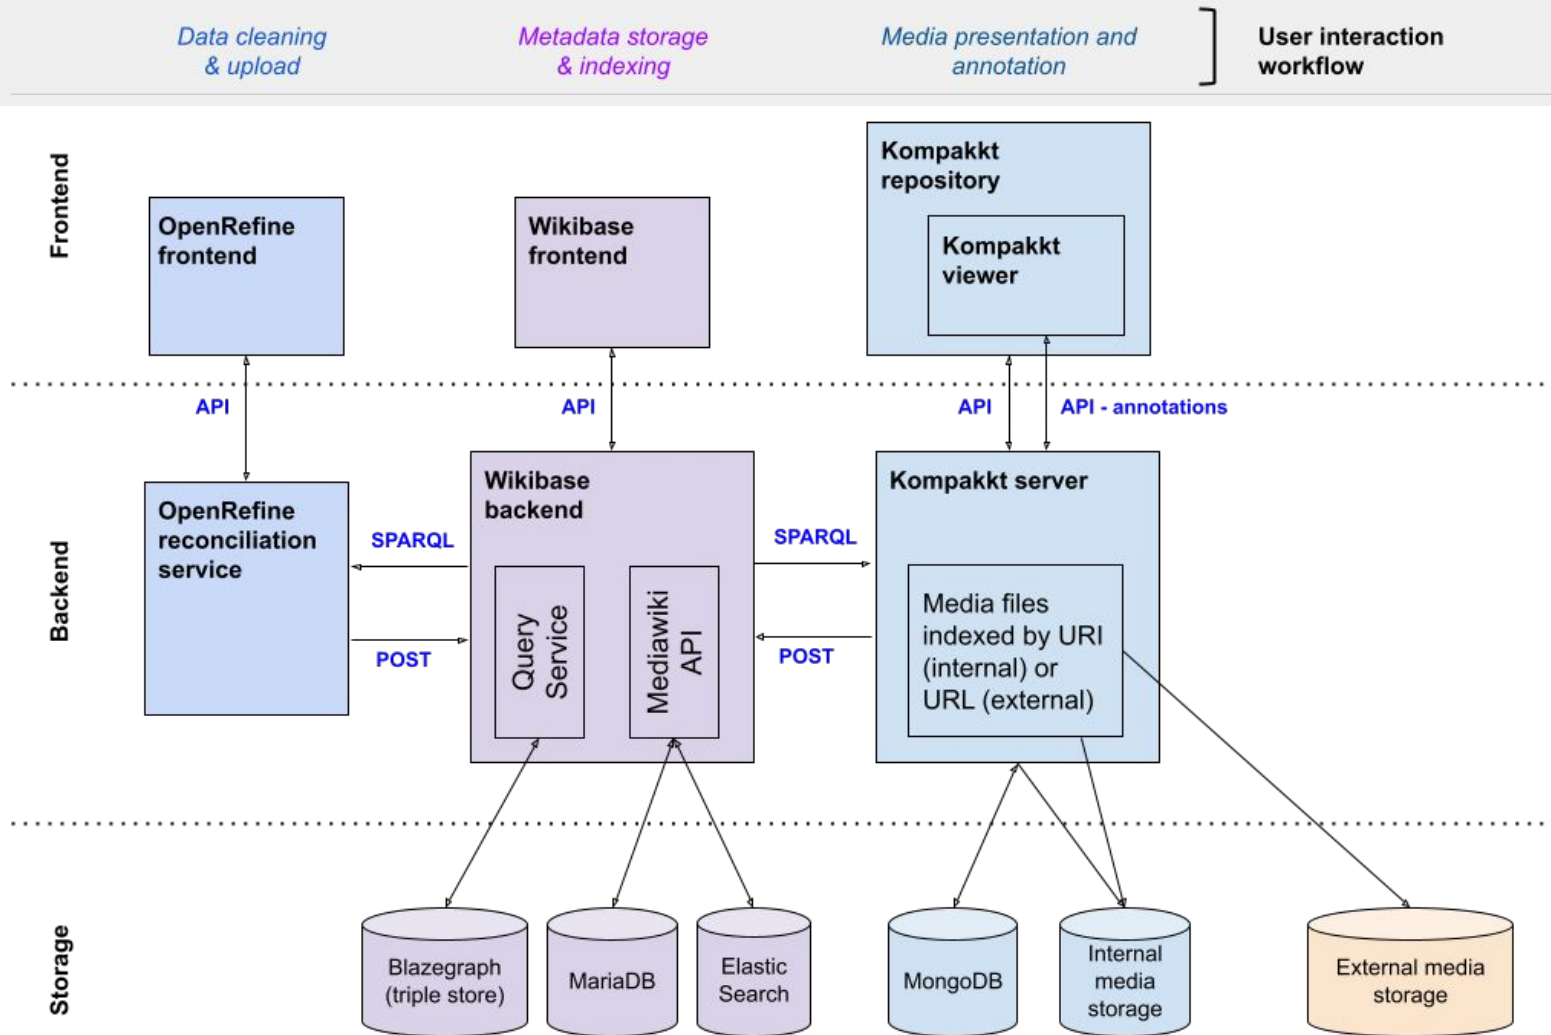 Data cleaning
& upload
Metadata storage
& indexing
Media presentation and
annotation
User interaction
workflow
Frontend
OpenRefine
frontend
Wikibase
frontend
Kompakkt
repository
Kompakkt
viewer
API
API
API
API - annotations
Backend
OpenRefine
reconciliation
service
SPARQL
POST
Wikibase
backend
Query
Service
Mediawiki
API
SPARQL
POST
Kompakkt server
Media files
indexed by URI
(internal) or
URL (external)
Storage
Blazegraph
(triple store)
MariaDB
Elastic
Search
MongoDB
Internal
media
storage
External media
storage